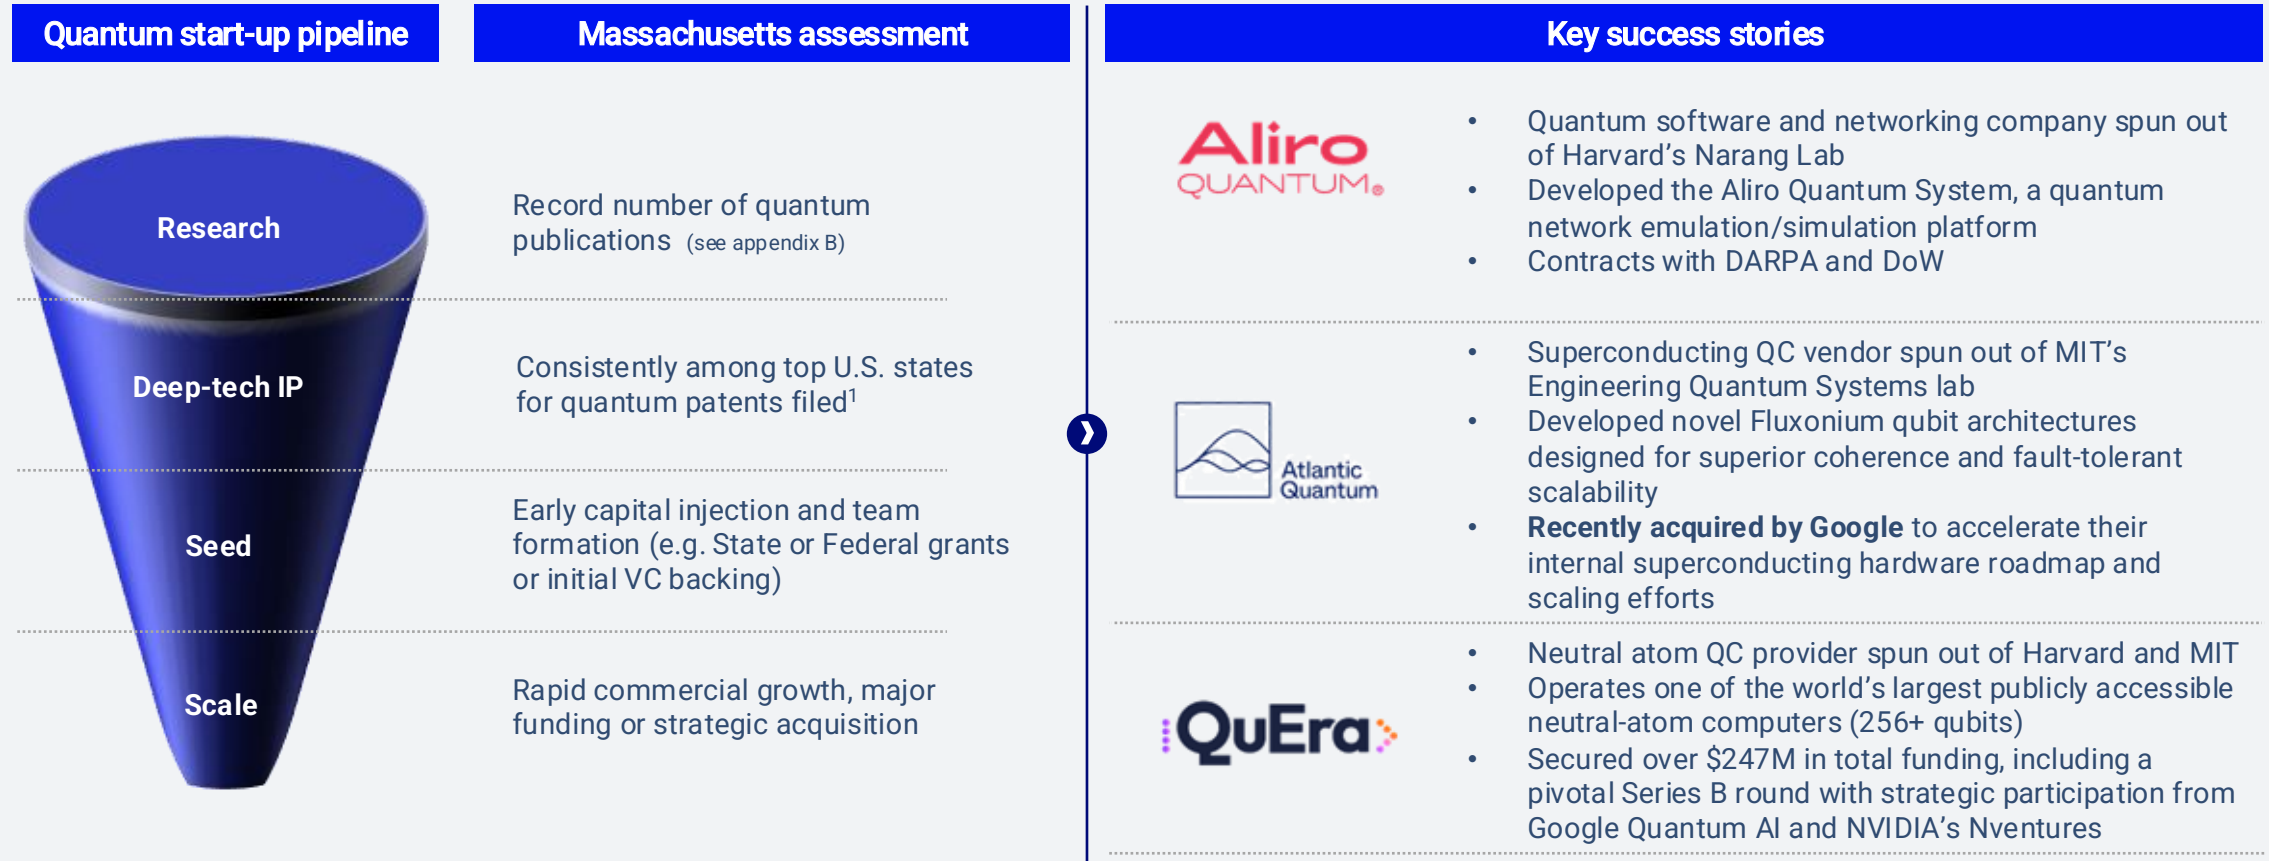 Quantum start-up pipeline
Massachusetts assessment
Key success stories
Research
Record number of quantum
publications (see appendix B)
Deep-tech IP
Consistently among top U.S. states
for quantum patents filed1
Seed
Early capital injection and team
formation (e.g. State or Federal grants
or initial VC backing)
Scale
Rapid commercial growth, major
funding or strategic acquisition
Aliro
QUANTUM®
• Quantum software and networking company spun out
of Harvard’s Narang Lab
• Developed the Aliro Quantum System, a quantum
network emulation/simulation platform
• Contracts with DARPA and DoW
Atlantic
Quantum
• Superconducting QC vendor spun out of MIT’s
Engineering Quantum Systems lab
• Developed novel Fluxonium qubit architectures
designed for superior coherence and fault-tolerant
scalability
• Recently acquired by Google to accelerate their
internal superconducting hardware roadmap and
scaling efforts
QuEra
• Neutral atom QC provider spun out of Harvard and MIT
• Operates one of the world’s largest publicly accessible
neutral-atom computers (256+ qubits)
• Secured over $247M in total funding, including a
pivotal Series B round with strategic participation from
Google Quantum AI and NVIDIA’s Nventures